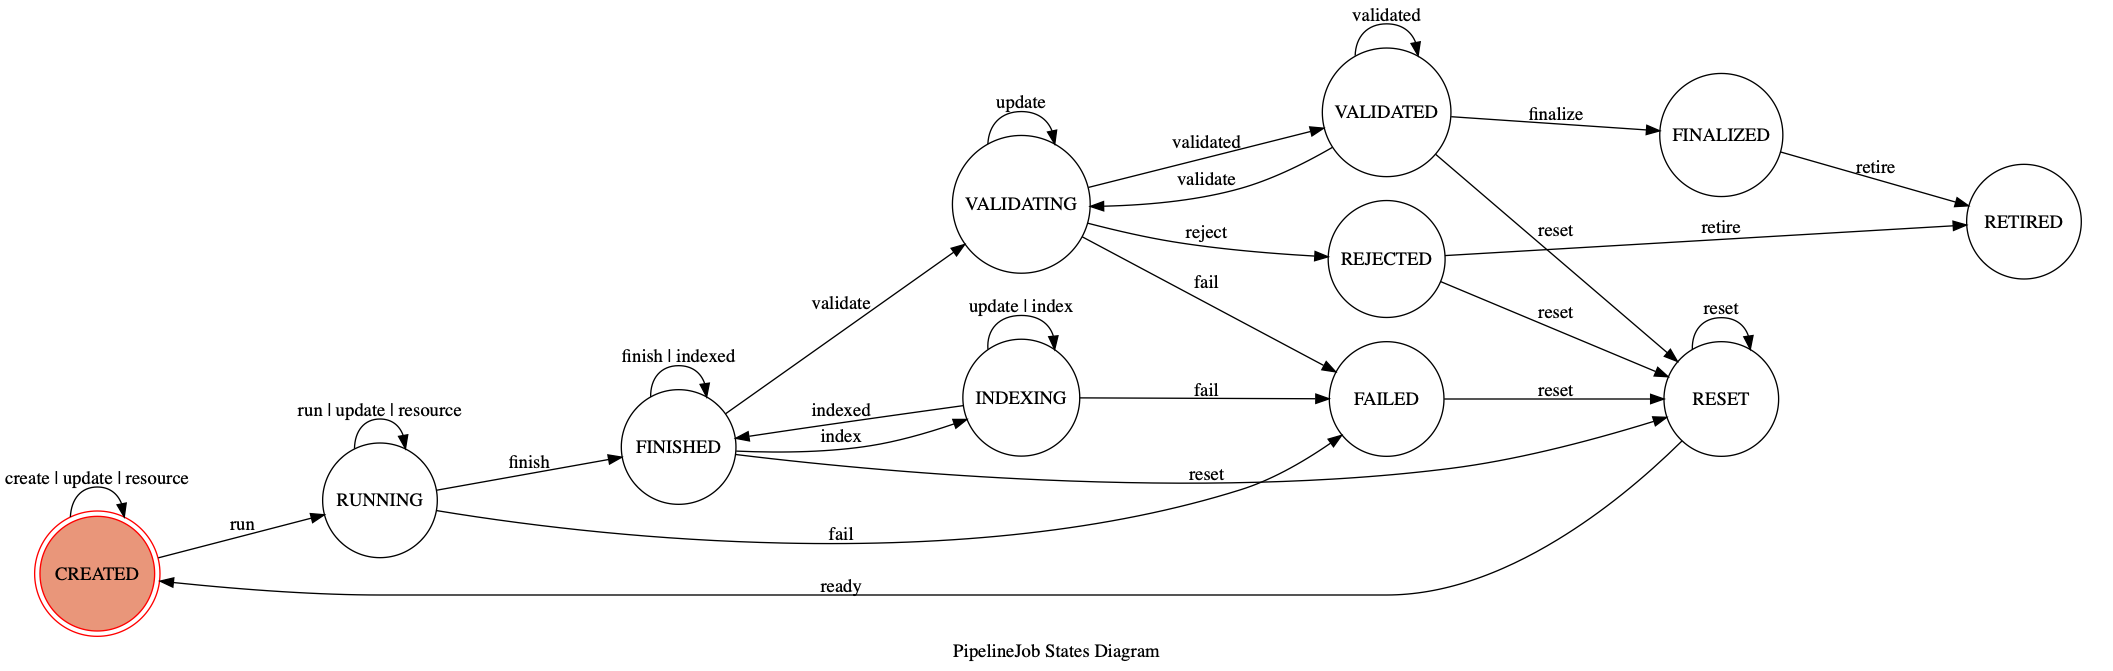 validated
update
VALIDATED
finalize
FINALIZED
validated
retire
validate
VALIDATING
RETIRED
reject
reset
retire
REJECTED
fail
validate
update | index
reset
reset
finish | indexed
INDEXING
fail
FAILED
reset
RESET
run | update | resource
indexed
index
FINISHED
finish
reset
create | update | resource
RUNNING
run
fail
CREATED
ready
PipelineJob States Diagram